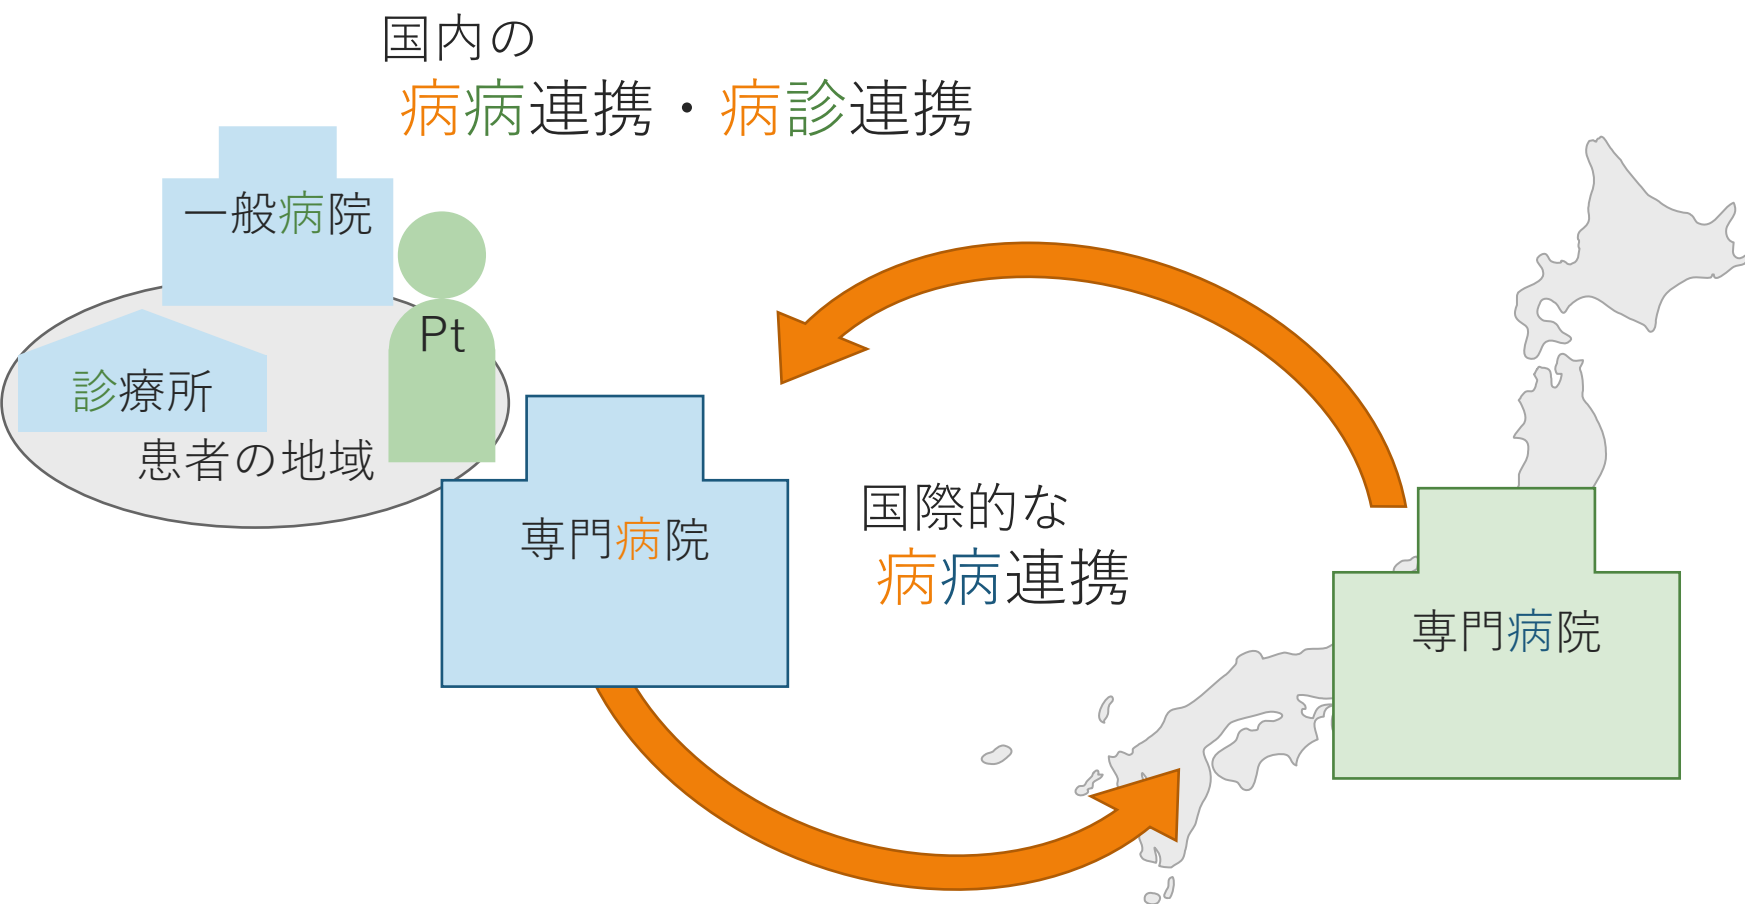 国内の
病病連携・病診連携
一般病院
Pt
診療所
患者の地域
専門病院
国際的な
病病連携
専門病院